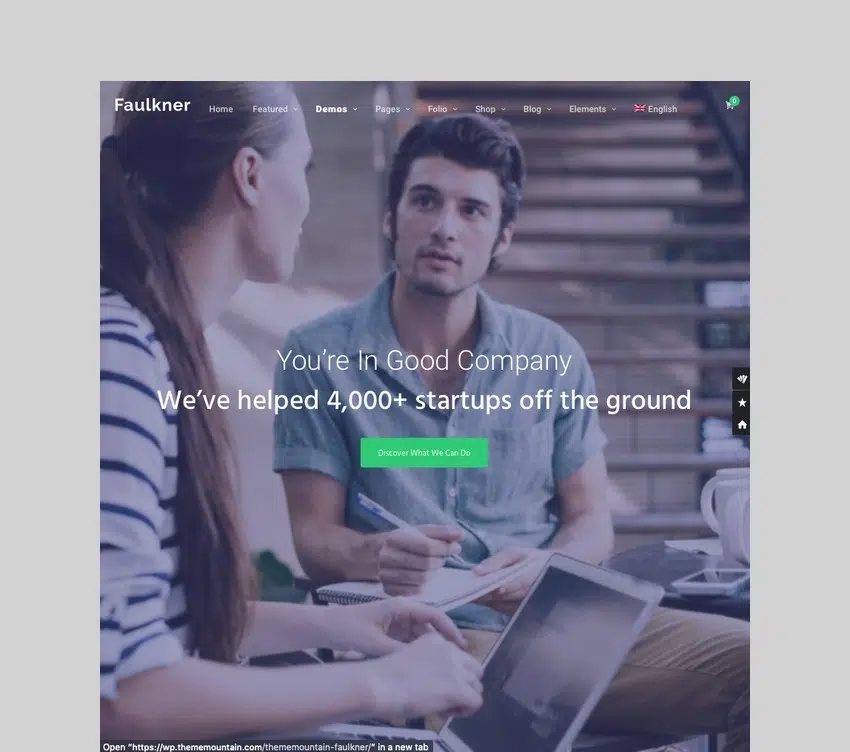 Faulkner Home Featured Demos Pages Folio Shop Blog Elements English 0
You're In Good Company
We've helped 4,000+ startups off the ground
Discover What We Can Do
Open "https://wp.thememountain.com/thememountain-faulkner/" in a new tab